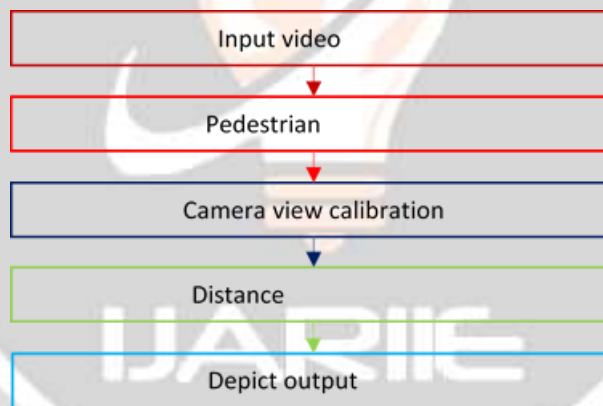 Input video
Pedestrian
Camera view calibration
Distance
IJARIIE
Depict output